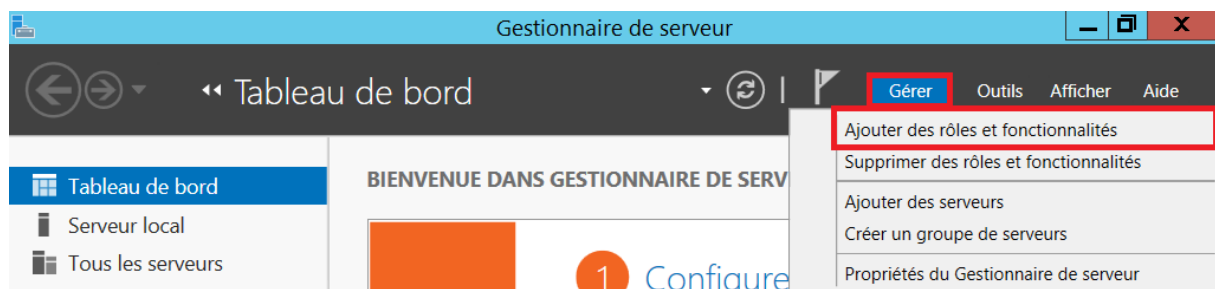 Gestionnaire de serveur
Tableau de bord
Gérer Outils Afficher Aide
Ajouter des rôles et fonctionnalités
Supprimer des rôles et fonctionnalités
Ajouter des serveurs
Créer un groupe de serveurs
Propriétés du Gestionnaire de serveur
Tableau de bord
Serveur local
Tous les serveurs
BIENVENUE DANS GESTIONNAIRE DE SERV
1 Configure